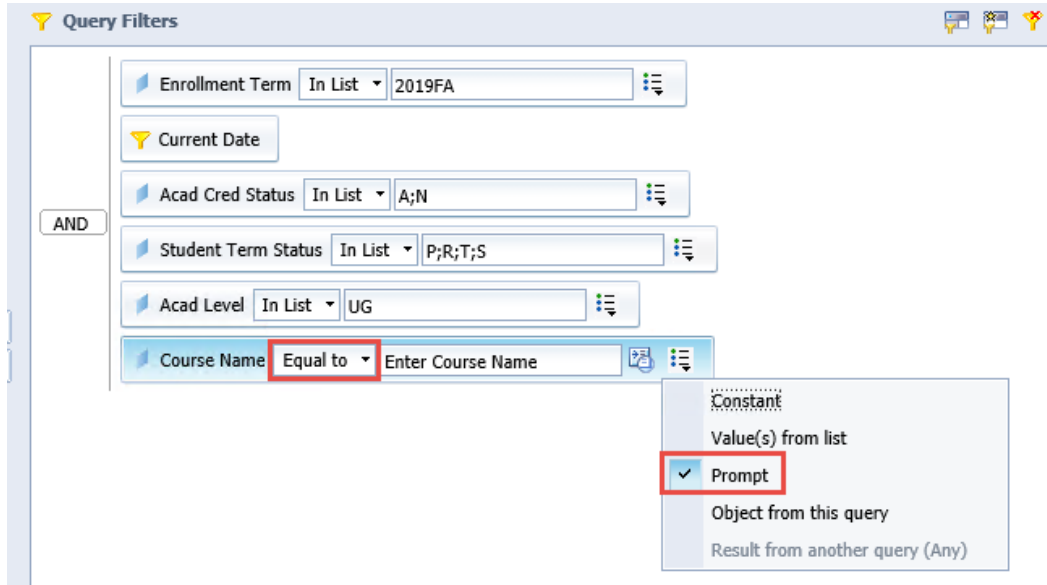 Query Filters
Enrollment Term In List 2019FA
Current Date
Acad Cred Status In List A;N
AND
Student Term Status In List P;R;T;S
Acad Level In List UG
Course Name Equal to Enter Course Name
Constant
Value(s) from list
Prompt
Object from this query
Result from another query (Any)